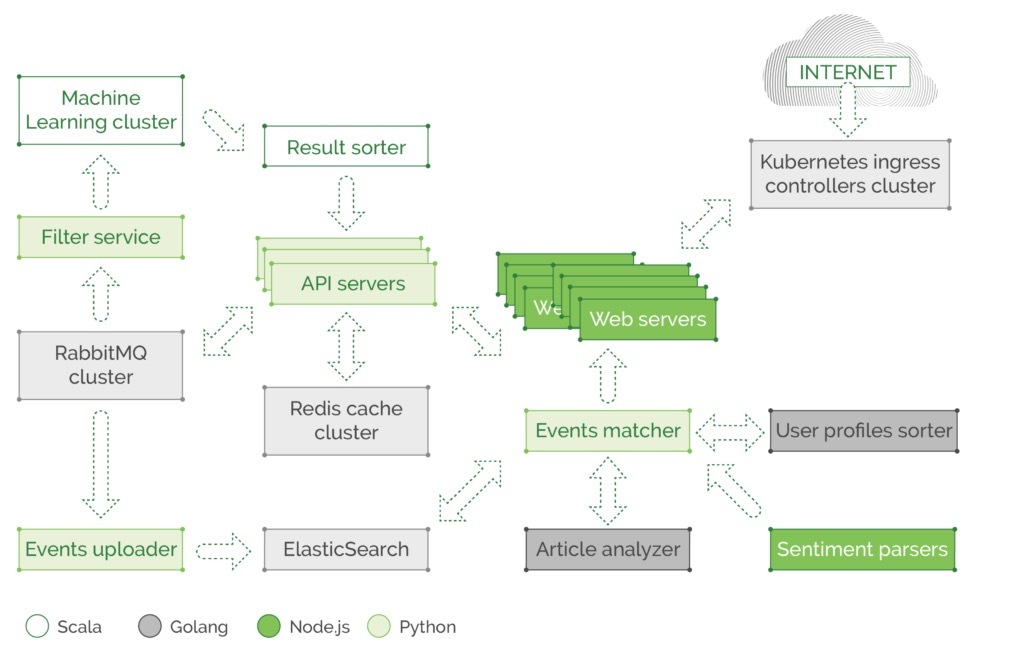 INTERNET
Machine
Learning cluster
Result sorter
Kubernetes ingress
controllers cluster
Filter service
API servers
We
Web servers
RabbitMQ
cluster
Redis cache
cluster
Events matcher
User profiles sorter
Events uploader
ElasticSearch
Article analyzer
Sentiment parsers
Scala
Golang
Node.js
Python